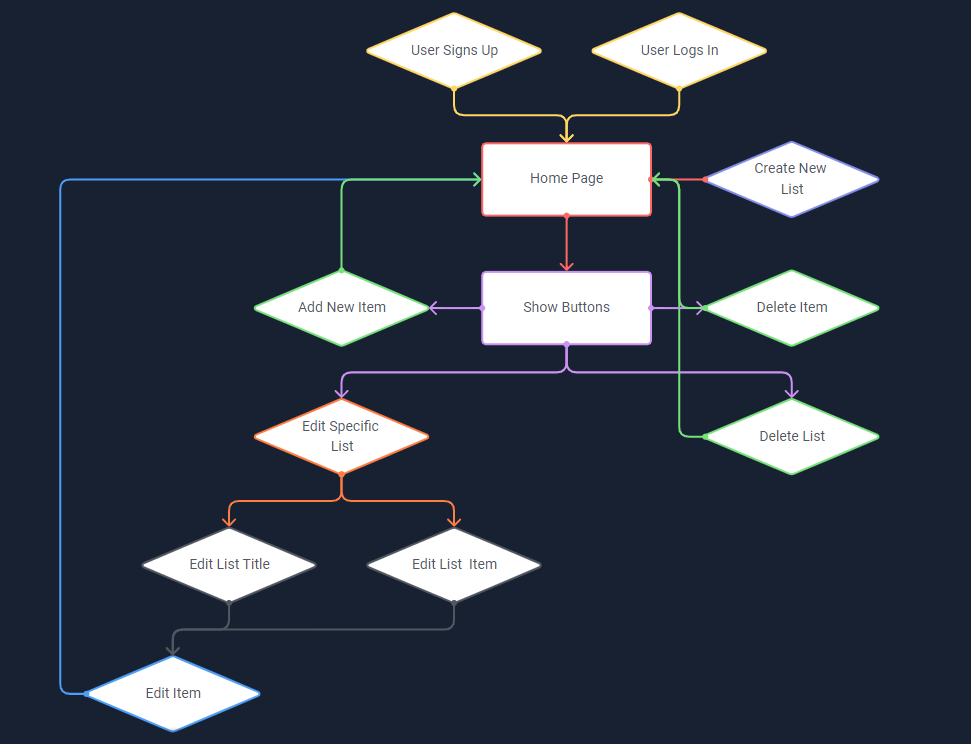 User Signs Up
User Logs In
Home Page
Create New
List
Add New Item
Show Buttons
Delete Item
Edit Specific
List
Delete List
Edit List Title
Edit List  Item
Edit Item